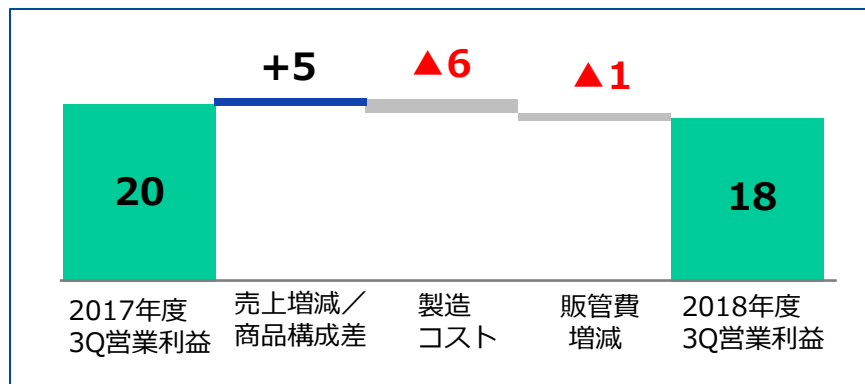 +5
▲6
▲1
20
18
2017年度
3Q営業利益
売上増減／
商品構成差
製造
コスト
販管費
増減
2018年度
3Q営業利益